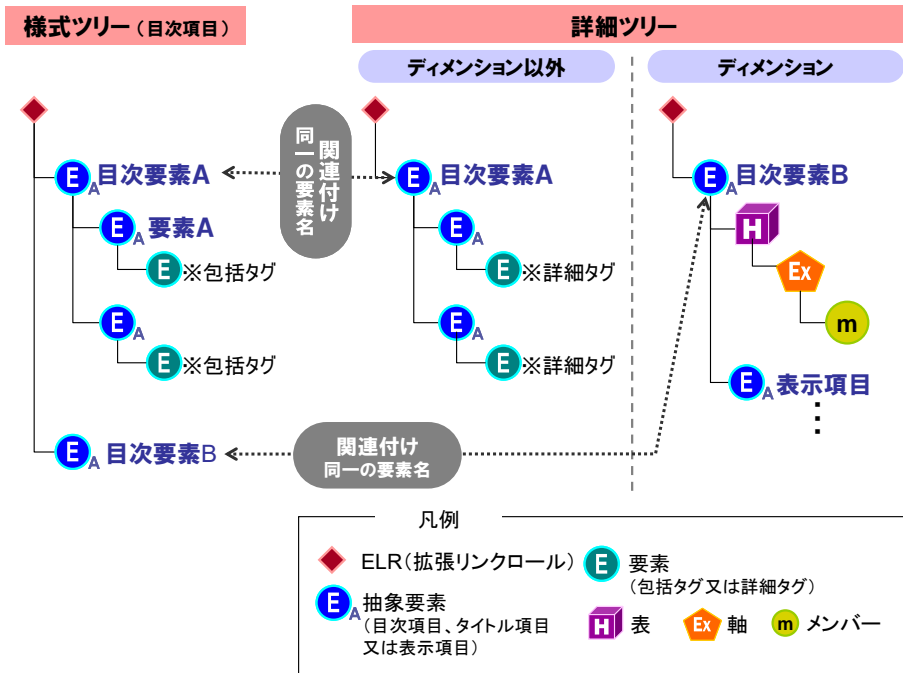 様式ツリー（目次項目）
詳細ツリー
ディメンション以外
ディメンション
関連付け
同一の要素名
E A 目次要素A
E A 要素A
E ※包括タグ
E A
E ※包括タグ
E A 目次要素B
E A 目次要素A
E A
E ※詳細タグ
E A
E ※詳細タグ
E A 目次要素B
H
Ex
m
E A 表示項目
関連付け
同一の要素名
凡例
ELR（拡張リンクロール）
E 要素
（包括タグ又は詳細タグ）
E A 抽象要素
（目次項目、タイトル項目
又は表示項目）
H 表
Ex 軸
m メンバー